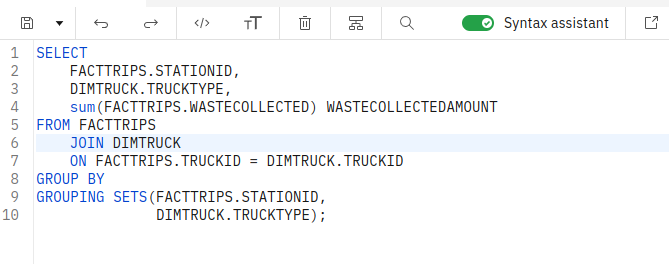 Syntax assistant
1 SELECT
2     FACTTRIPS.STATIONID,
3     DIMTRUCK.TRUCKTYPE,
4     sum(FACTTRIPS.WASTECOLLECTED) WASTECOLLECTEDAMOUNT
5 FROM FACTTRIPS
6     JOIN DIMTRUCK
7     ON FACTTRIPS.TRUCKID = DIMTRUCK.TRUCKID
8 GROUP BY
9 GROUPING SETS(FACTTRIPS.STATIONID,
10               DIMTRUCK.TRUCKTYPE);